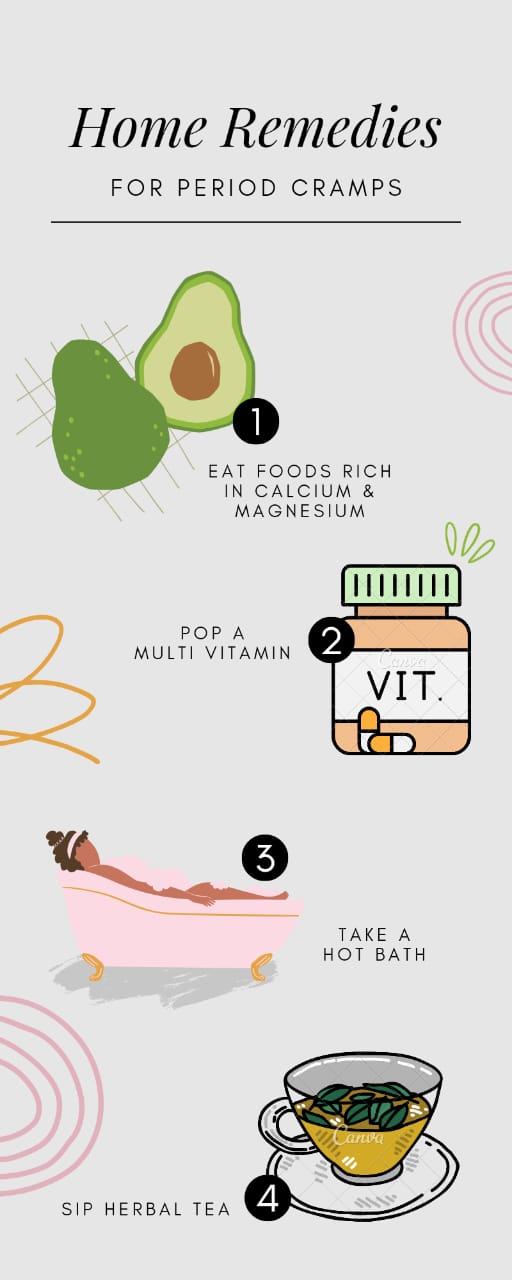 Home Remedies
FOR PERIOD CRAMPS
1
EAT FOODS RICH
IN CALCIUM &
MAGNESIUM
POP A
MULTI VITAMIN
2
Canva
VIT.
3
TAKE A
HOT BATH
Canva
SIP HERBAL TEA
4